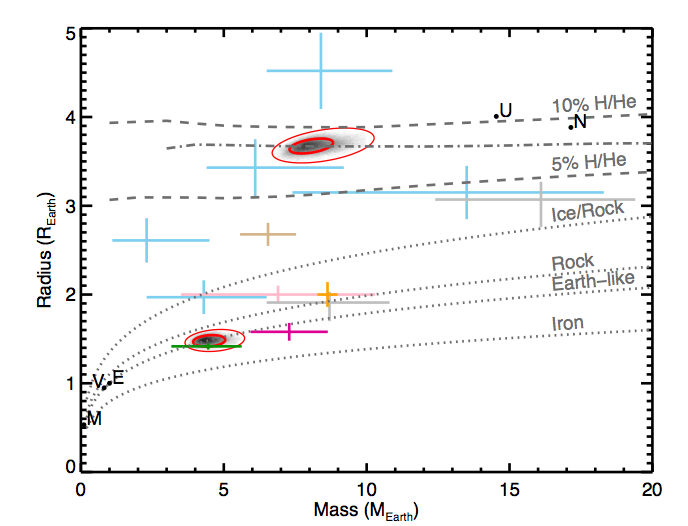 5
4
3
2
1
0
Radius (R_Earth)
10% H/He
U
N
5% H/He
Ice/Rock
Rock
Earth–like
Iron
V
E
M
0 5 10 15 20
Mass (M_Earth)